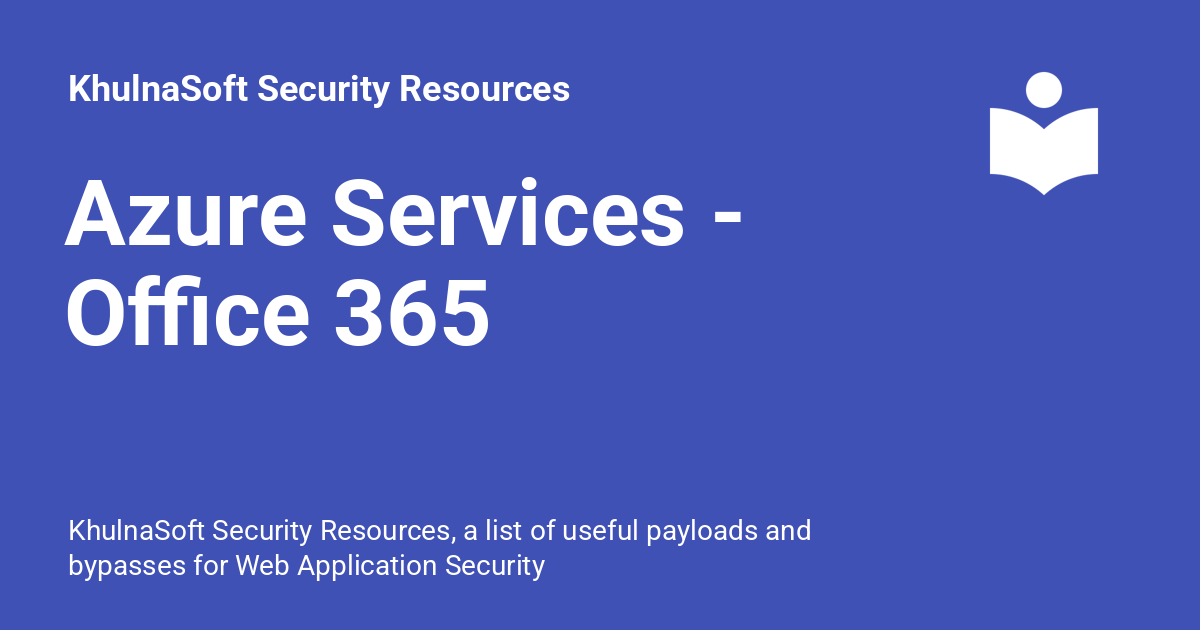 KhulnaSoft Security Resources
Azure Services -
Office 365
KhulnaSoft Security Resources, a list of useful payloads and
bypasses for Web Application Security